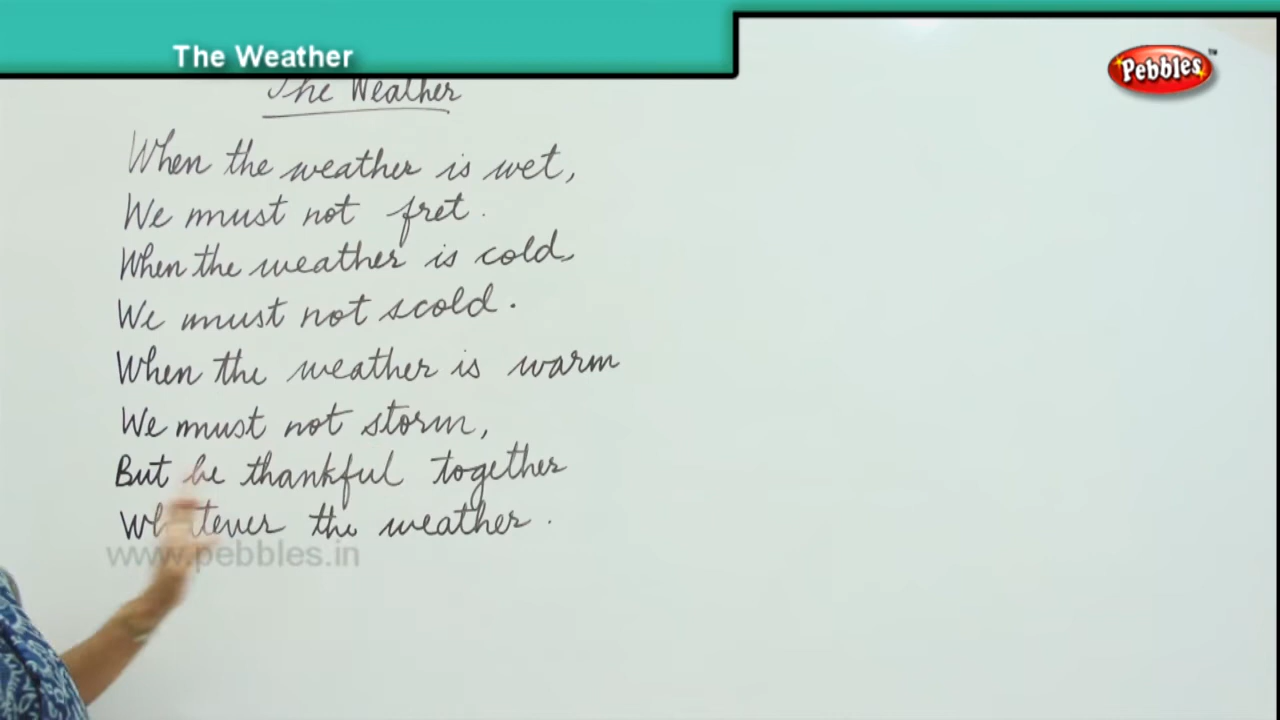 The Weather
Pebbles™
The Weather
When the weather is wet,
We must not fret.
When the weather is cold,
We must not scold.
When the weather is warm
We must not storm,
But be thankful together
Whatever the weather.
www.pebbles.in